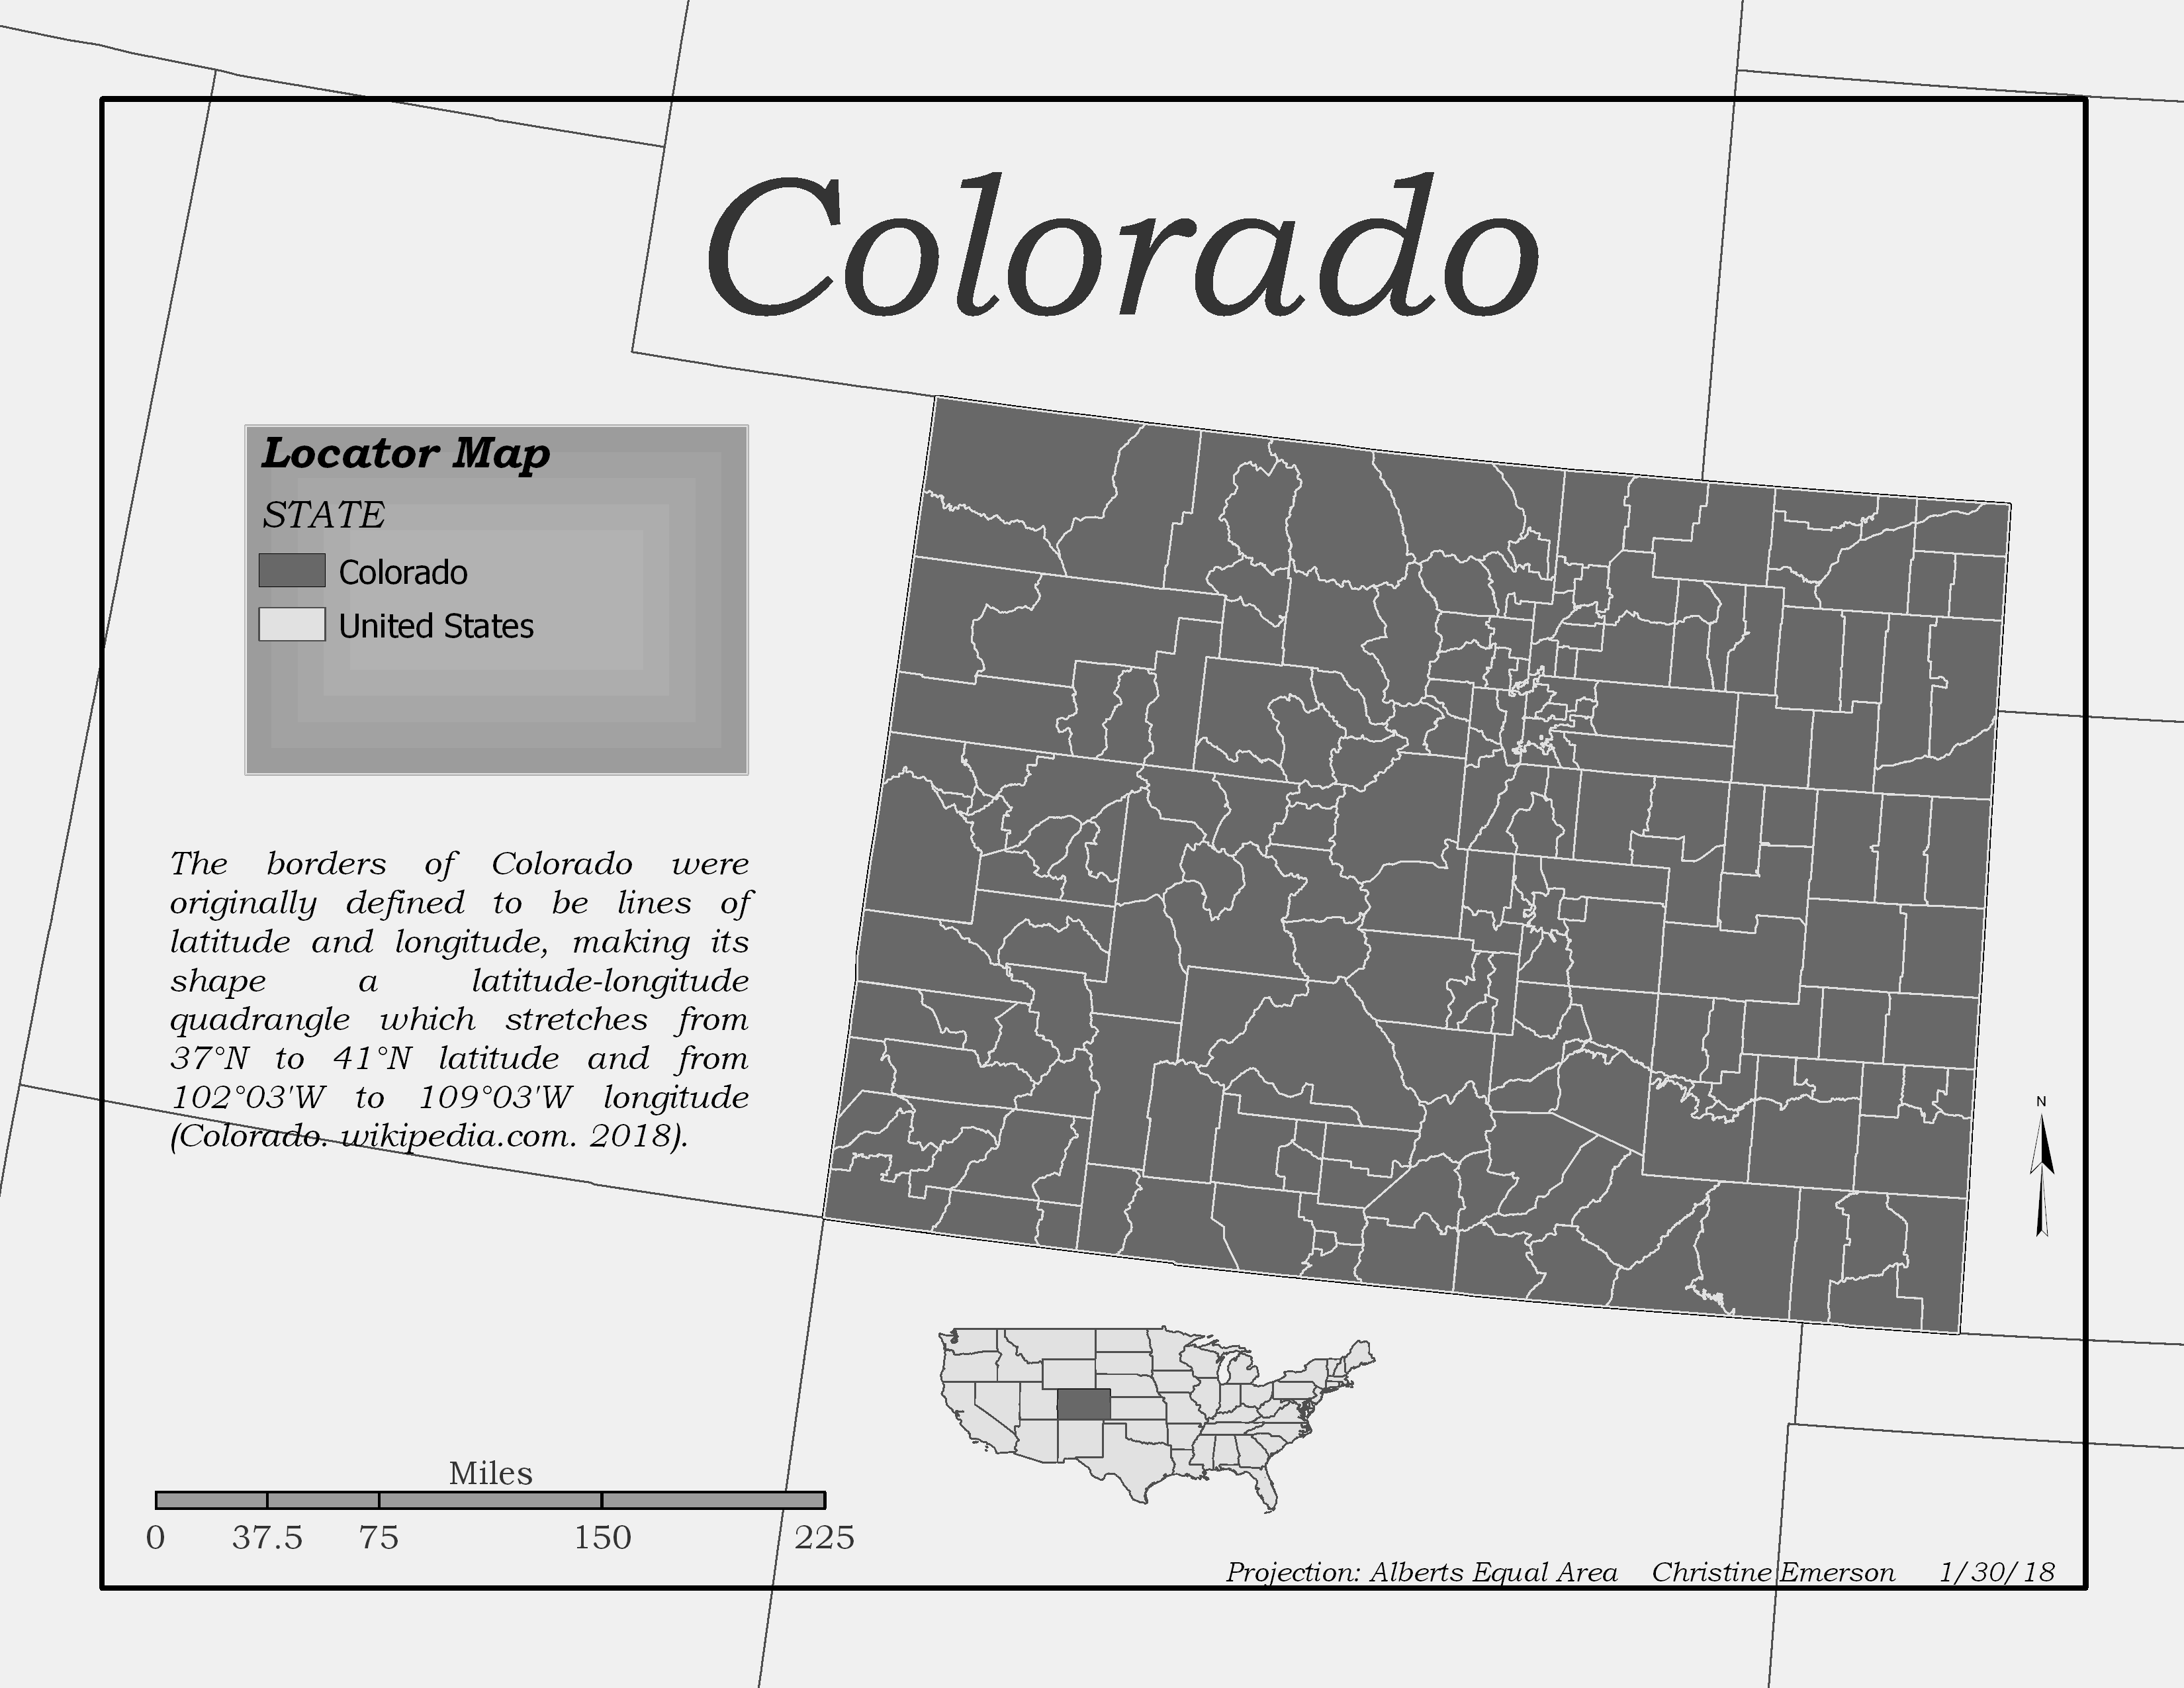 Colorado
Locator Map
STATE
Colorado
United States
The borders of Colorado were
originally defined to be lines of
latitude and longitude, making its
shape a latitude-longitude
quadrangle which stretches from
37°N to 41°N latitude and from
102°03'W to 109°03'W longitude
(Colorado. wikipedia.com. 2018).
N
Miles
0 37.5 75 150 225
Projection: Alberts Equal Area Christine Emerson 1/30/18